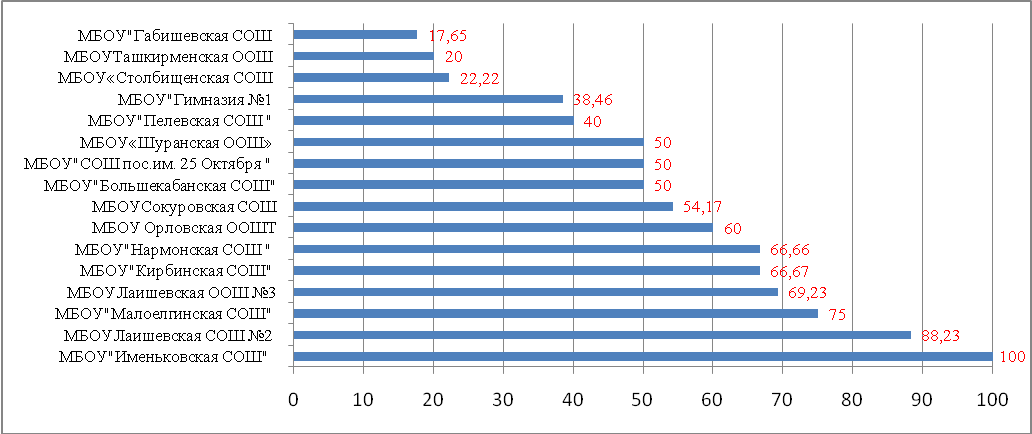 МБОУ"Габишевская СОШ 17,65
МБОУТашкирменская ООШ 20
МБОУ«Столбищенская СОШ 22,22
МБОУ"Гимназия №1 38,46
МБОУ"Пелевская СОШ " 40
МБОУ«Шуранская ООШ» 50
МБОУ"СОШ пос.им. 25 Октября " 50
МБОУ"Большекабанская СОШ" 50
МБОУСокуровская СОШ 54,17
МБОУ Орловская ООШТ 60
МБОУ"Нармонская СОШ " 66,66
МБОУ"Кирбинская СОШ" 66,67
МБОУЛаишевская ООШ №3 69,23
МБОУ"Малоелгинская СОШ" 75
МБОУЛаишевская СОШ №2 88,23
МБОУ"Именьковская СОШ" 100
0 10 20 30 40 50 60 70 80 90 100